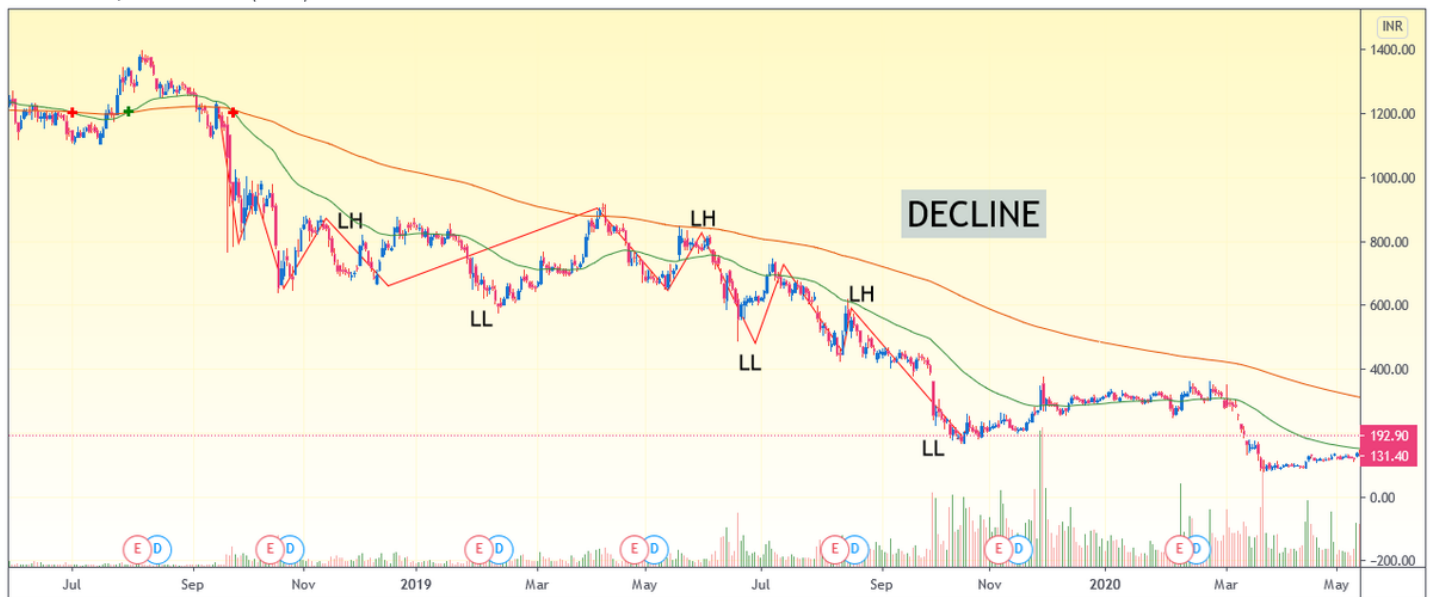 INR
1400.00
1200.00
1000.00
800.00
600.00
400.00
192.90
131.40
0.00
-200.00
DECLINE
LH
LH
LH
LL
LL
LL
E D E D E D E D E D E D E D
Jul Sep Nov 2019 Mar May Jul Sep Nov 2020 Mar May